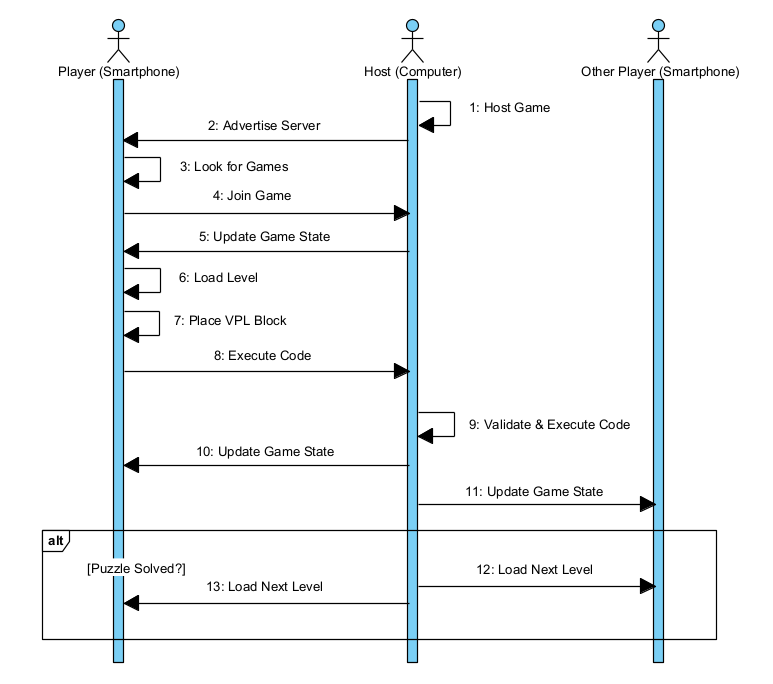 Player (Smartphone)
Host (Computer)
Other Player (Smartphone)
1: Host Game
2: Advertise Server
3: Look for Games
4: Join Game
5: Update Game State
6: Load Level
7: Place VPL Block
8: Execute Code
9: Validate & Execute Code
10: Update Game State
11: Update Game State
alt
[Puzzle Solved?]
12: Load Next Level
13: Load Next Level